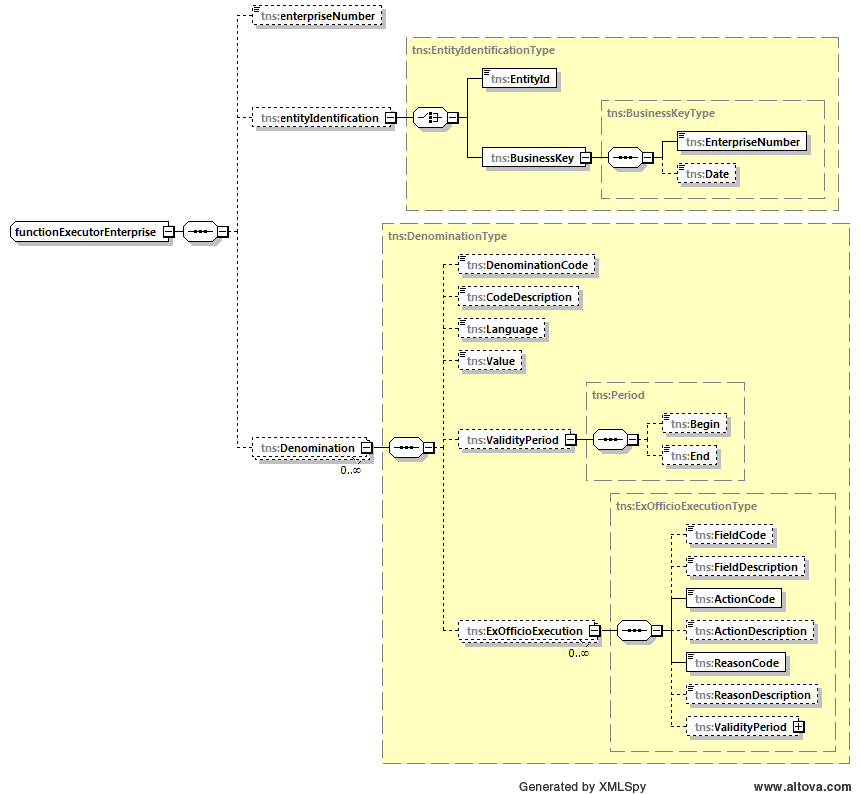 tns:enterpriseNumber
tns:EntityIdentificationType
tns:EntityId
tns:entityIdentification
tns:BusinessKeyType
tns:EnterpriseNumber
tns:BusinessKey
tns:Date
functionExecutorEnterprise
tns:DenominationType
tns:DenominationCode
tns:CodeDescription
tns:Language
tns:Value
tns:Period
tns:Begin
tns:ValidityPeriod
tns:End
tns:Denomination
0..∞
tns:ExOfficioExecutionType
tns:FieldCode
tns:FieldDescription
tns:ActionCode
tns:ExOfficioExecution
0..∞
tns:ActionDescription
tns:ReasonCode
tns:ReasonDescription
tns:ValidityPeriod
Generated by XMLSpy
www.altova.com